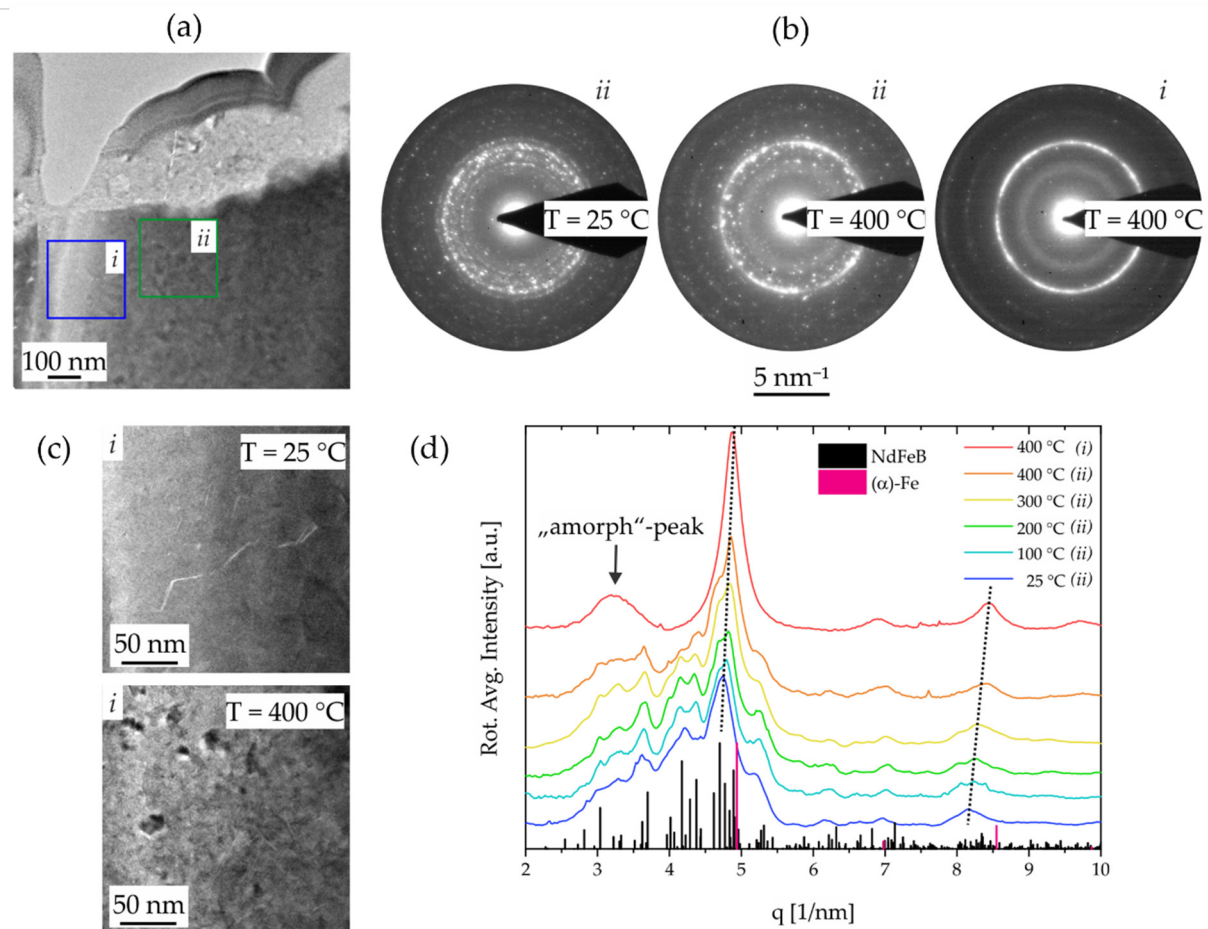 (a)
i
ii
100 nm
(b)
ii
T = 25 °C
ii
T = 400 °C
i
T = 400 °C
5 nm⁻¹
(c)
i
T = 25 °C
50 nm
i
T = 400 °C
50 nm
(d)
NdFeB
(α)-Fe
400 °C (i)
400 °C (ii)
300 °C (ii)
200 °C (ii)
100 °C (ii)
25 °C (ii)
„amorph“-peak
Rot. Avg. Intensity [a.u.]
2 3 4 5 6 7 8 9 10
q [1/nm]